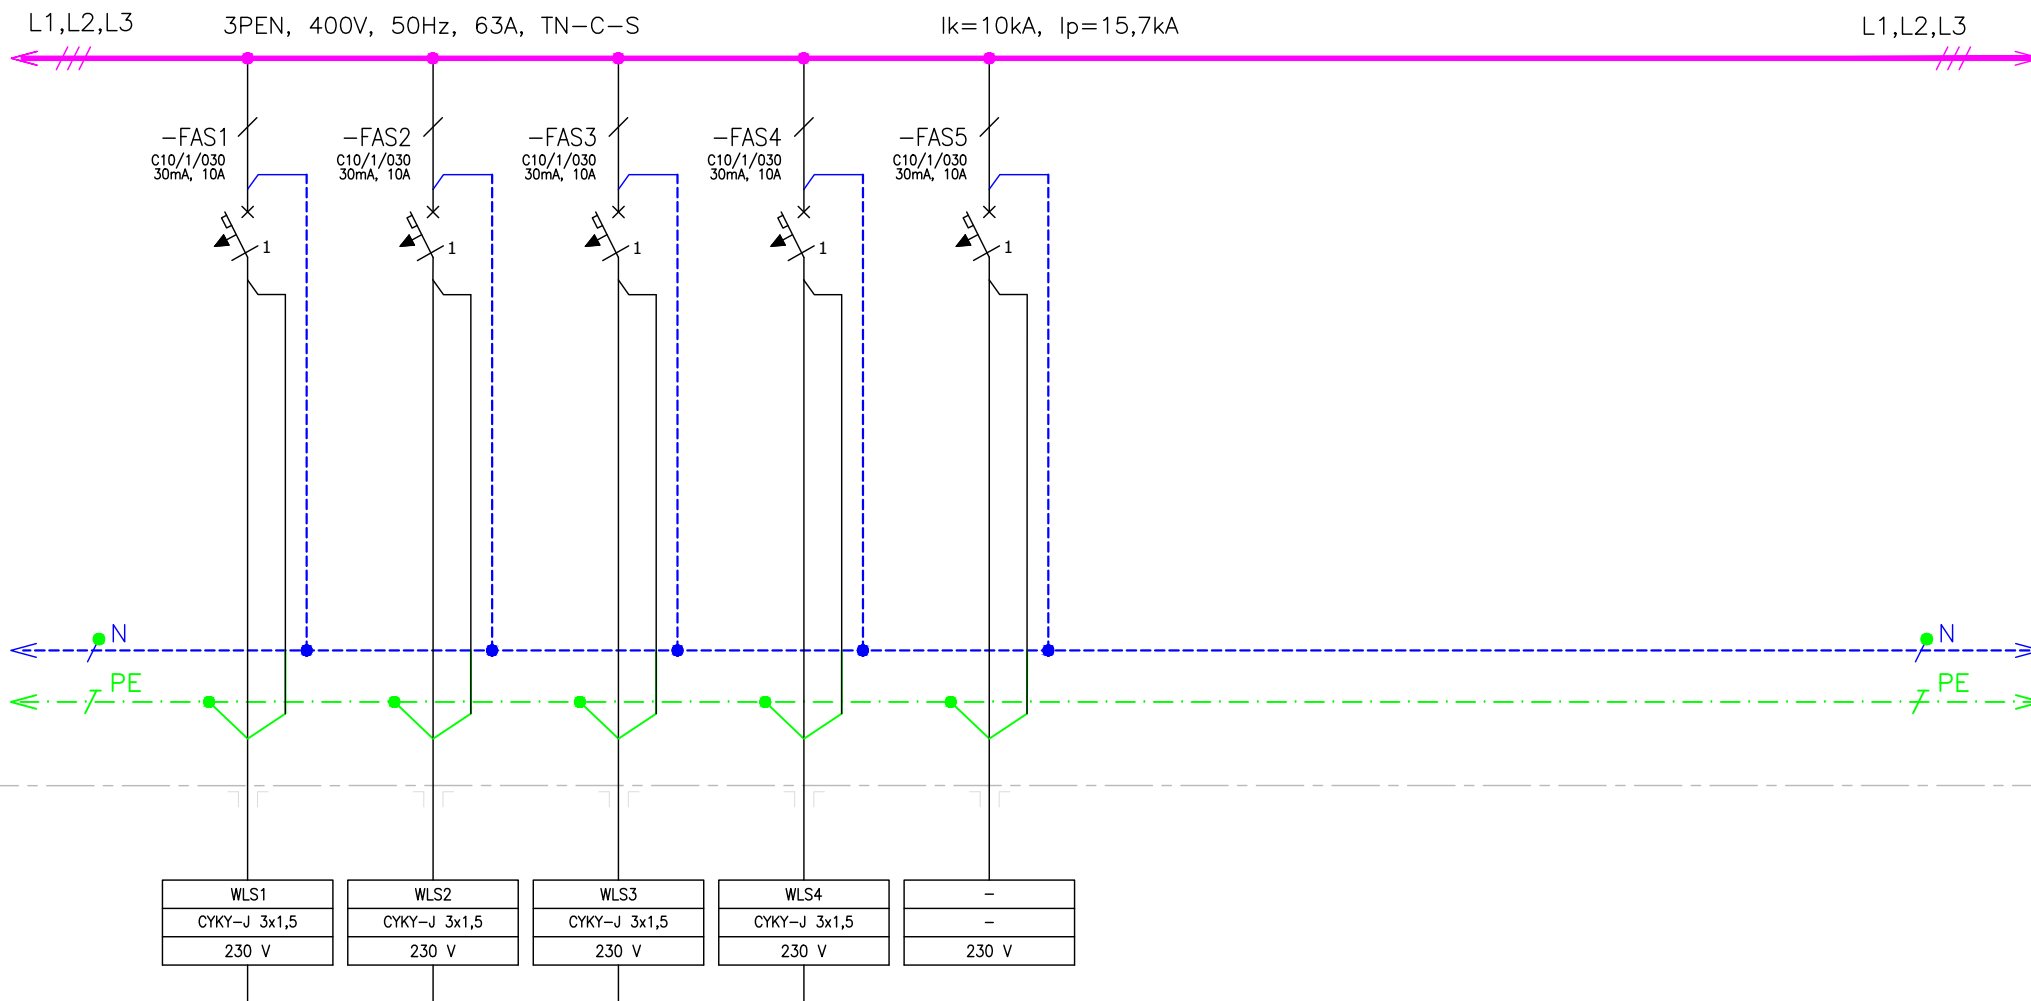 L1,L2,L3 3PEN, 400V, 50Hz, 63A, TN-C-S Ik=10kA, Ip=15,7kA L1,L2,L3
-FAS1 -FAS2 -FAS3 -FAS4 -FAS5
C10/1/030 C10/1/030 C10/1/030 C10/1/030 C10/1/030
30mA, 10A 30mA, 10A 30mA, 10A 30mA, 10A 30mA, 10A
1 1 1 1 1
N N
PE PE
WLS1 WLS2 WLS3 WLS4 -
CYKY-J 3x1,5 CYKY-J 3x1,5 CYKY-J 3x1,5 CYKY-J 3x1,5 -
230 V 230 V 230 V 230 V 230 V